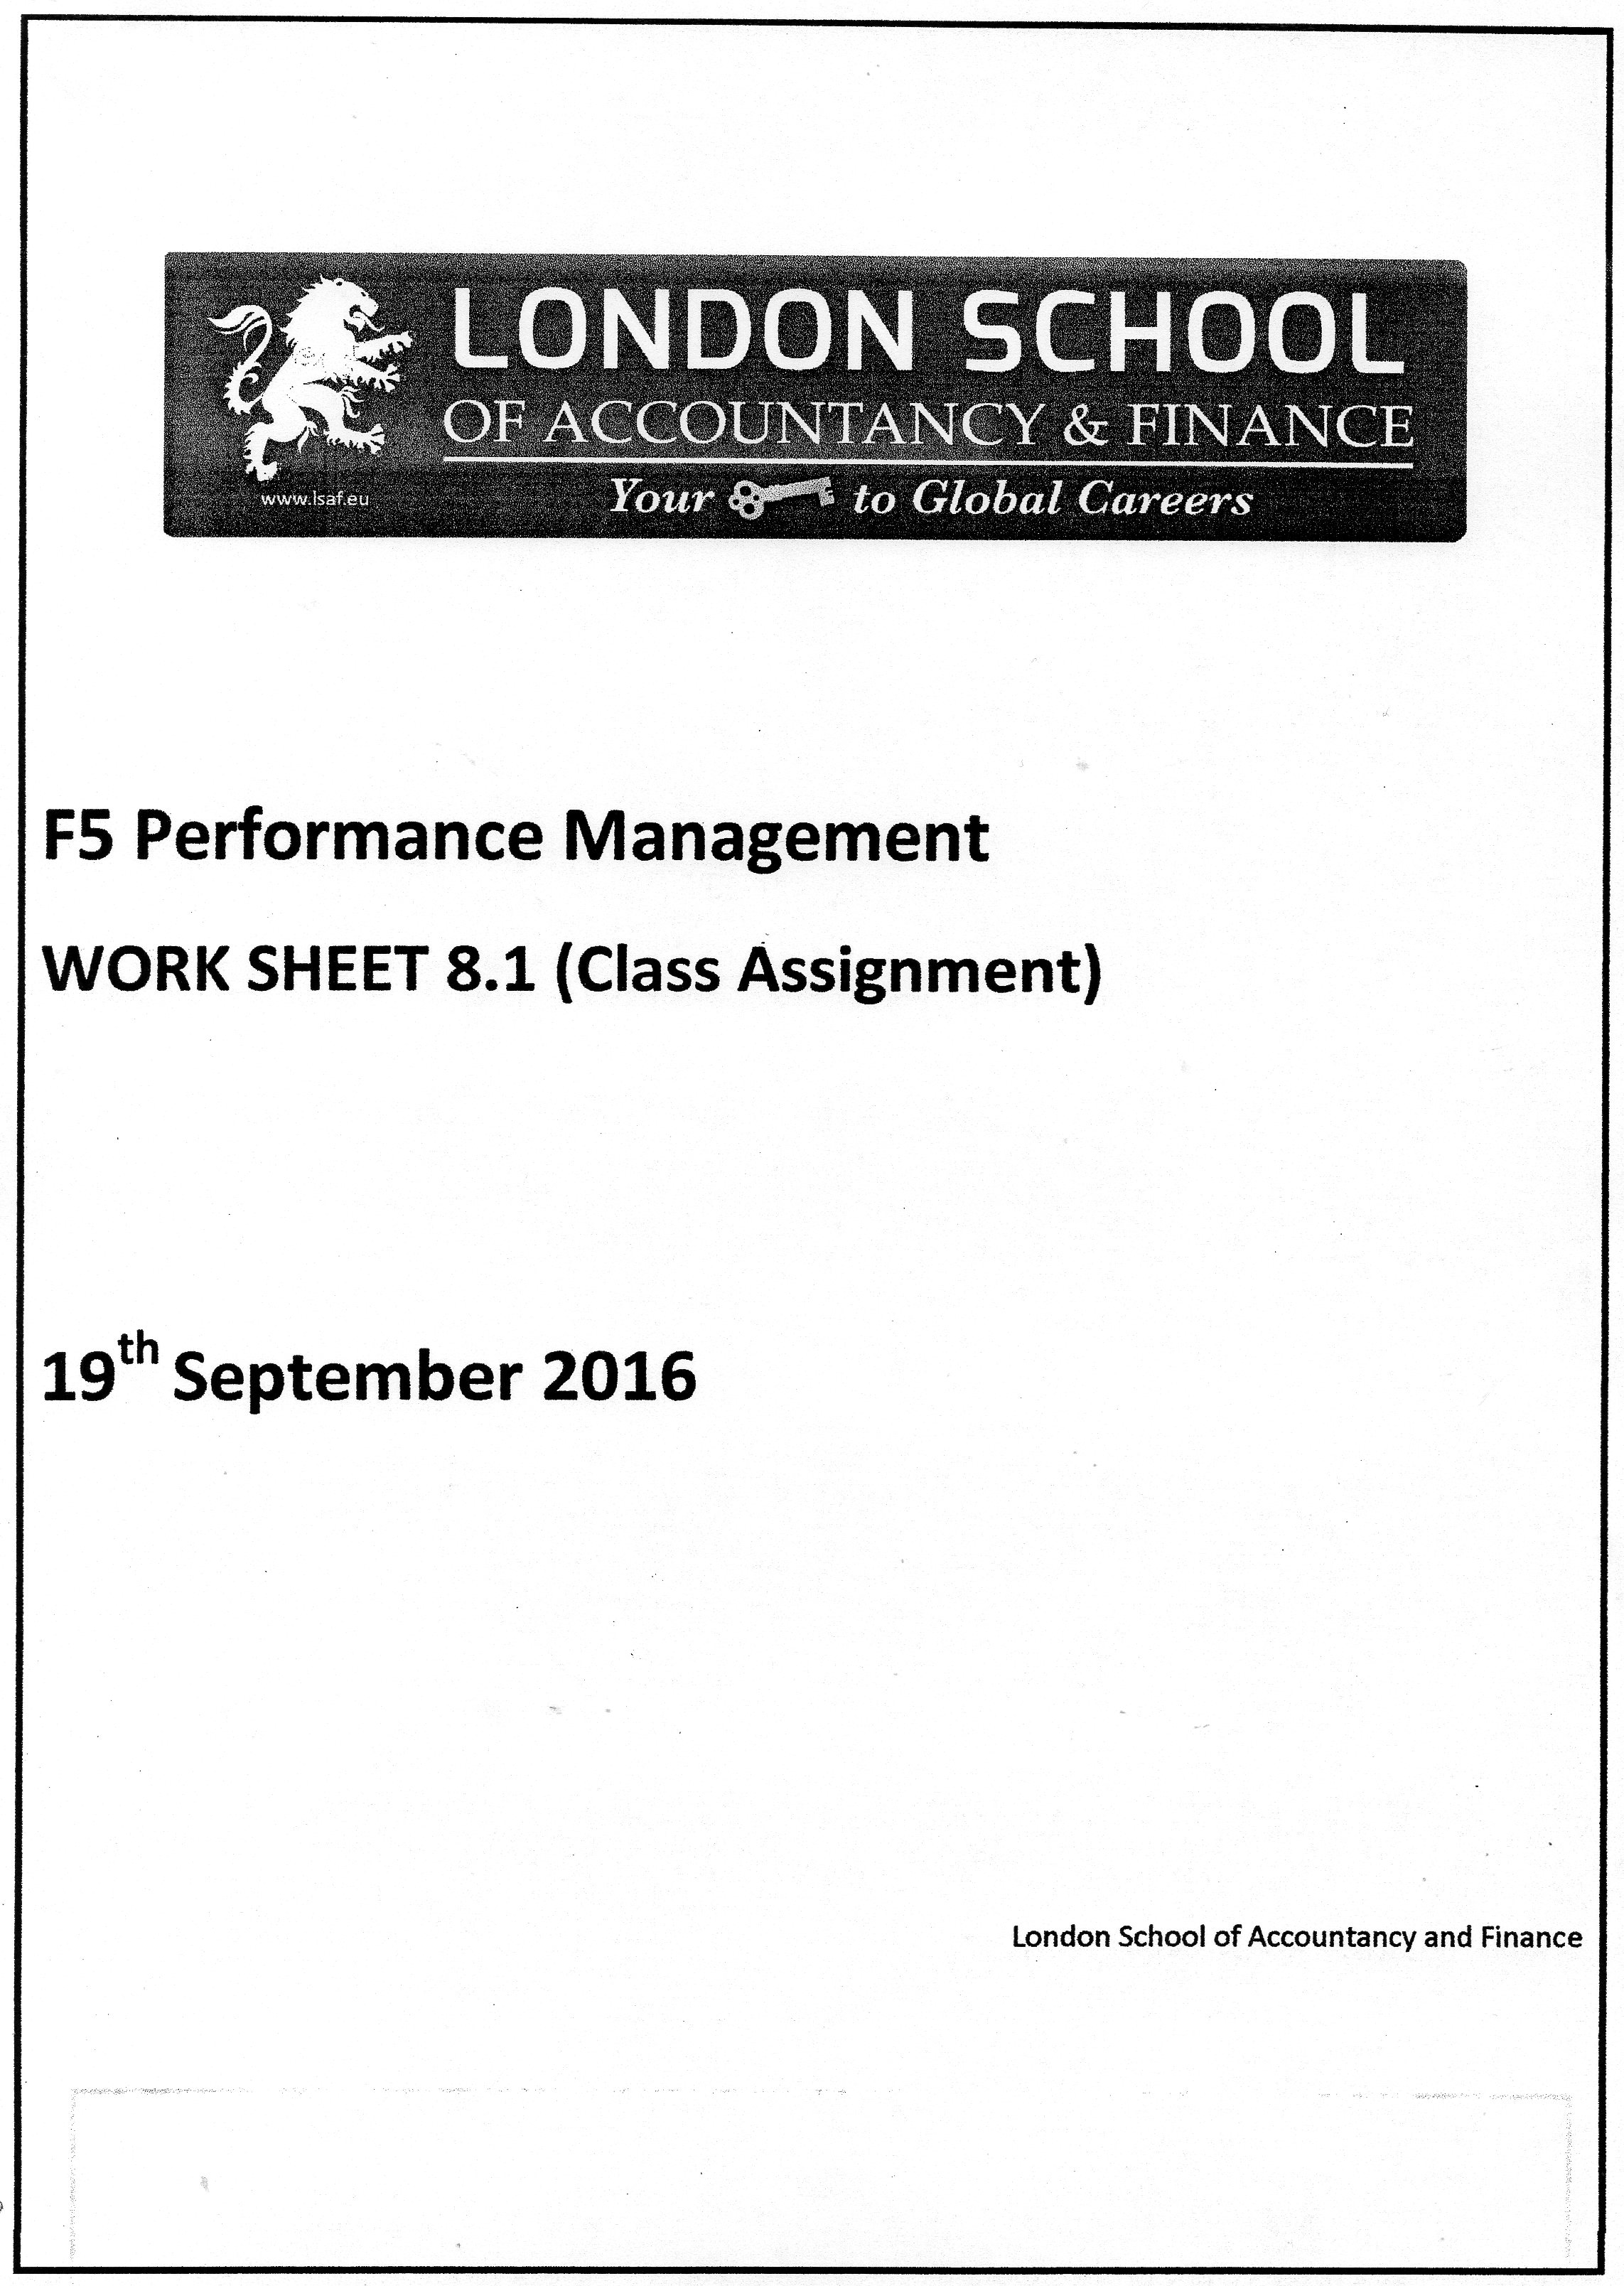 LONDON SCHOOL
OF ACCOUNTANCY & FINANCE
www.lsaf.eu
Your to Global Careers
F5 Performance Management
WORK SHEET 8.1 (Class Assignment)
19th September 2016
London School of Accountancy and Finance